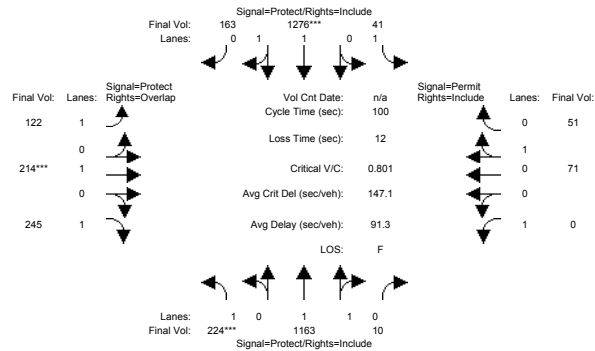 Signal=Protect/Rights=Include
Final Vol: 163 1276*** 41
Lanes: 0 1 1 0 1
Signal=Protect
Final Vol: Lanes: Rights=Overlap
Vol Cnt Date: n/a
Signal=Permit
Rights=Include Lanes: Final Vol:
Cycle Time (sec): 100
122 1 0 51
Loss Time (sec): 12
0 1
214*** 1 Critical V/C: 0.801 0 71
0 Avg Crit Del (sec/veh): 147.1 0
245 1 Avg Delay (sec/veh): 91.3 1 0
LOS: F
Lanes: 1 0 1 1 0
Final Vol: 224*** 1163 10
Signal=Protect/Rights=Include